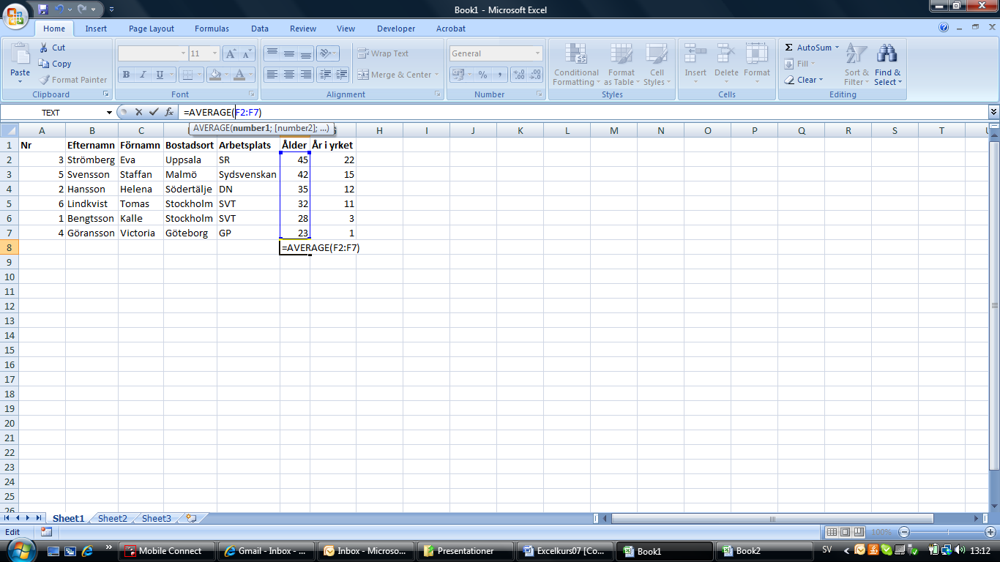 Book1 - Microsoft Excel
Home Insert Page Layout Formulas Data Review View Developer Acrobat
Paste
Cut
Copy
Format Painter
Clipboard
11
A A
B I U
A
Font
Wrap Text
Merge & Center
Alignment
General
% ,
Number
Conditional Formatting
Format as Table
Cell Styles
Styles
Insert Delete Format
Cells
Σ AutoSum
Fill
Clear
Sort & Filter
Find & Select
Editing
TEXT fx =AVERAGE(F2:F7)
AVERAGE(number1; [number2]; ...)
A B C G H I J K L M N O P Q R S T U
1 Nr Efternamn Förnamn Bostadsort Arbetsplats Ålder År i yrket
2 3 Strömberg Eva Uppsala SR 45 22
3 5 Svensson Staffan Malmö Sydsvenskan 42 15
4 2 Hansson Helena Södertälje DN 35 12
5 6 Lindkvist Tomas Stockholm SVT 32 11
6 1 Bengtsson Kalle Stockholm SVT 28 3
7 4 Göransson Victoria Göteborg GP 23 1
8 =AVERAGE(F2:F7)
9
10
11
12
13
14
15
16
17
18
19
20
21
22
23
24
25
26
Sheet1 Sheet2 Sheet3
Edit 100%
Mobile Connect Gmail - Inbox - ... Inbox - Microso... Presentationer Excelkurs07 [Co... Book1 Book2 SV 13:12